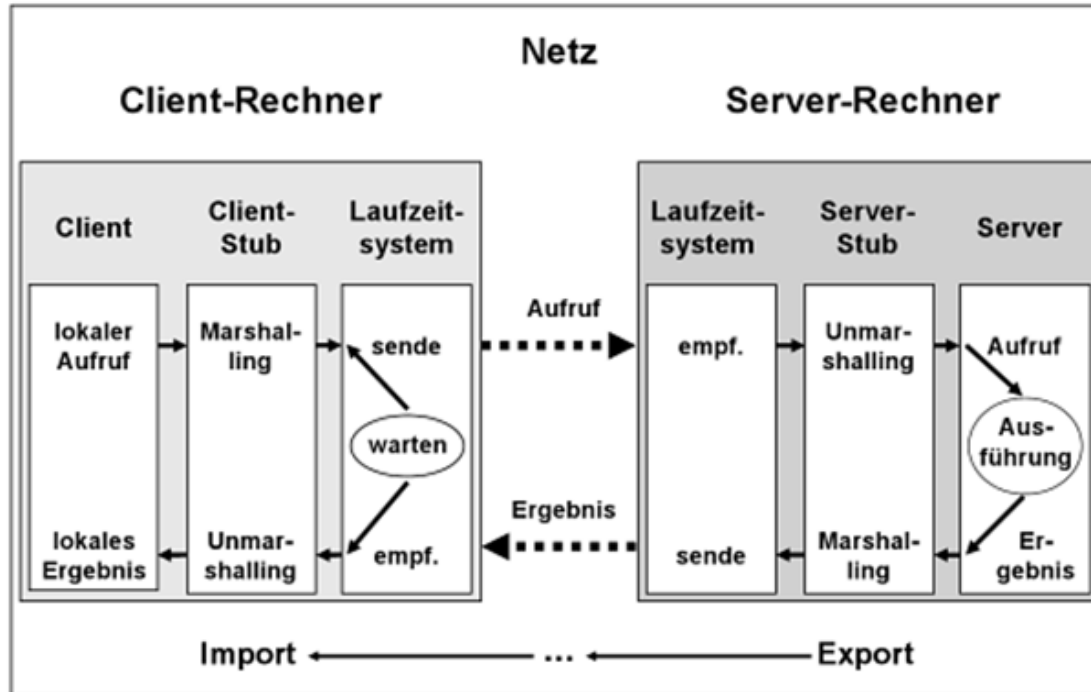 Netz
Client-Rechner
Server-Rechner
Client
Client-
Stub
Laufzeit-
system
Laufzeit-
system
Server-
Stub
Server
lokaler
Aufruf
Marshal-
ling
sende
Aufruf
empf.
Unmar-
shalling
Aufruf
warten
Aus-
führung
Ergebnis
lokales
Ergebnis
Unmar-
shalling
empf.
sende
Marshal-
ling
Er-
gebnis
Import
...
Export